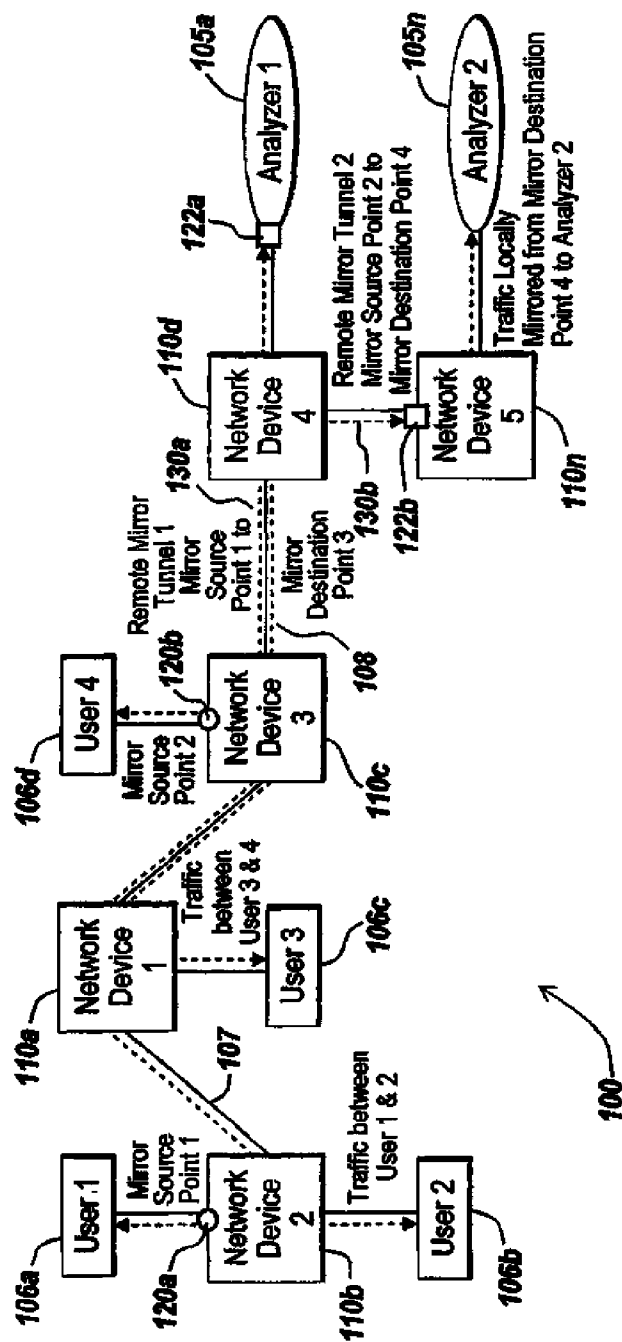 106a
User 1
Mirror
Source
Point 1
120a
Network
Device
2
110b
Traffic between
User 1 & 2
User 2
106b
107
110a
Network
Device
1
Traffic
between
User 3 & 4
User 3
106c
106d
User 4
Mirror
Source
Point 2
120b
Network
Device
3
110c
108
Remote Mirror
Tunnel 1
Mirror
Source
Point 1 to
Mirror
Destination
Point 3
130a
110d
Network
Device
4
122a
105a
Analyzer 1
Remote Mirror Tunnel 2
Mirror Source Point 2 to
Mirror Destination Point 4
130b
122b
Network
Device
5
110n
105n
Analyzer 2
Traffic Locally
Mirrored from Mirror Destination
Point 4 to Analyzer 2
100